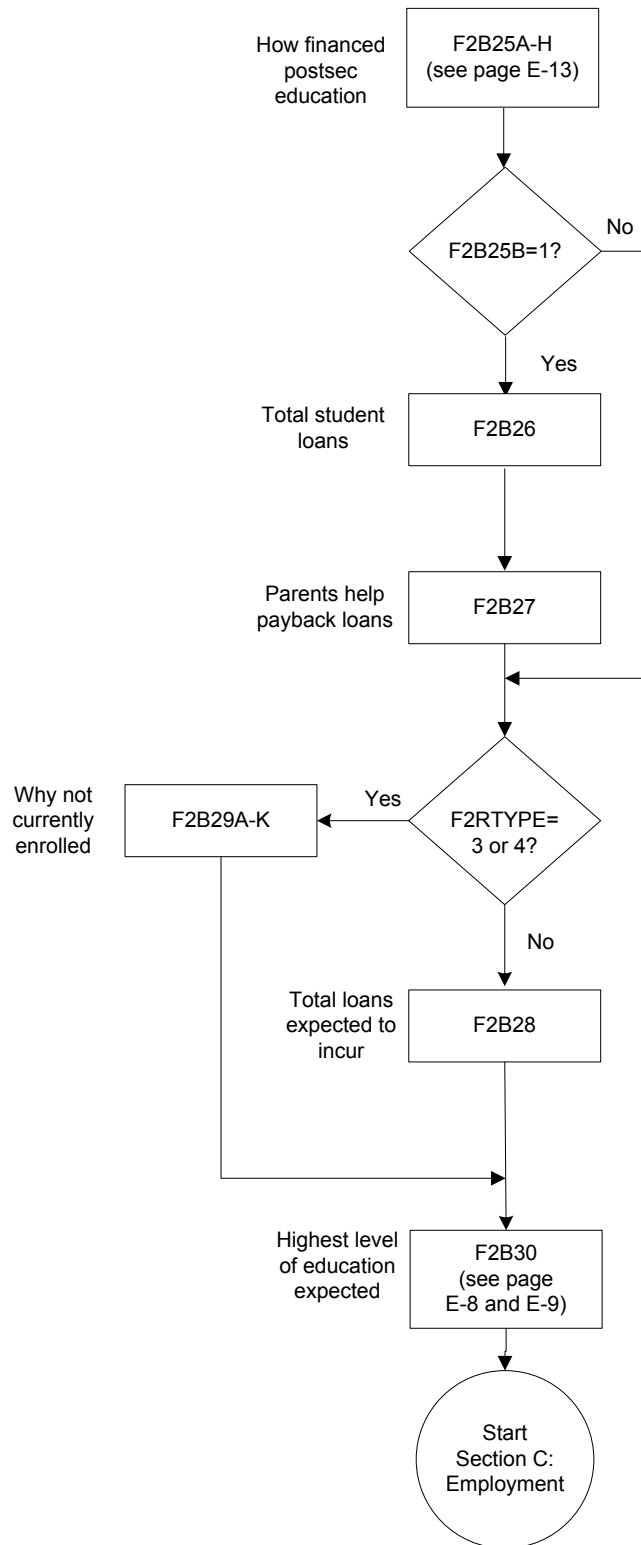 How financed
postsec
education
F2B25A-H
(see page E-13)
F2B25B=1?
No
Yes
Total student
loans
F2B26
Parents help
payback loans
F2B27
Why not
currently
enrolled
F2B29A-K
Yes
F2RTYPE=
3 or 4?
No
Total loans
expected to
incur
F2B28
Highest level
of education
expected
F2B30
(see page
E-8 and E-9)
Start
Section C:
Employment